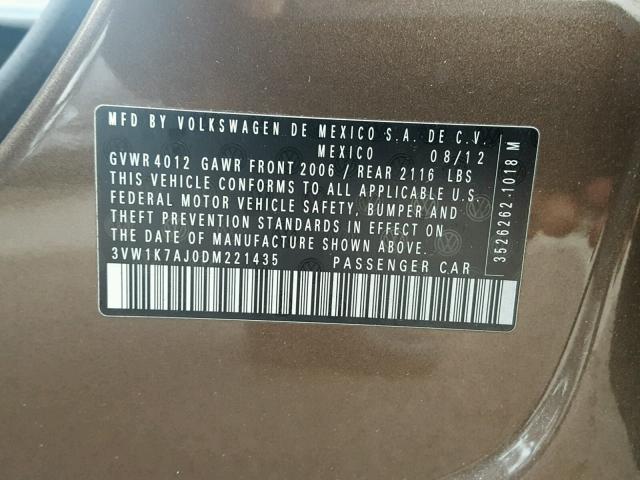 MFD BY VOLKSWAGEN DE MEXICO S.A. DE C.V.
MEXICO 08/12
GVWR 4012 GAWR FRONT 2006 / REAR 2116 LBS
THIS VEHICLE CONFORMS TO ALL APPLICABLE U.S.
FEDERAL MOTOR VEHICLE SAFETY, BUMPER AND
THEFT PREVENTION STANDARDS IN EFFECT ON
THE DATE OF MANUFACTURE SHOWN ABOVE.
3VW1K7AJ0DM221435 PASSENGER CAR
3526262-1018 M